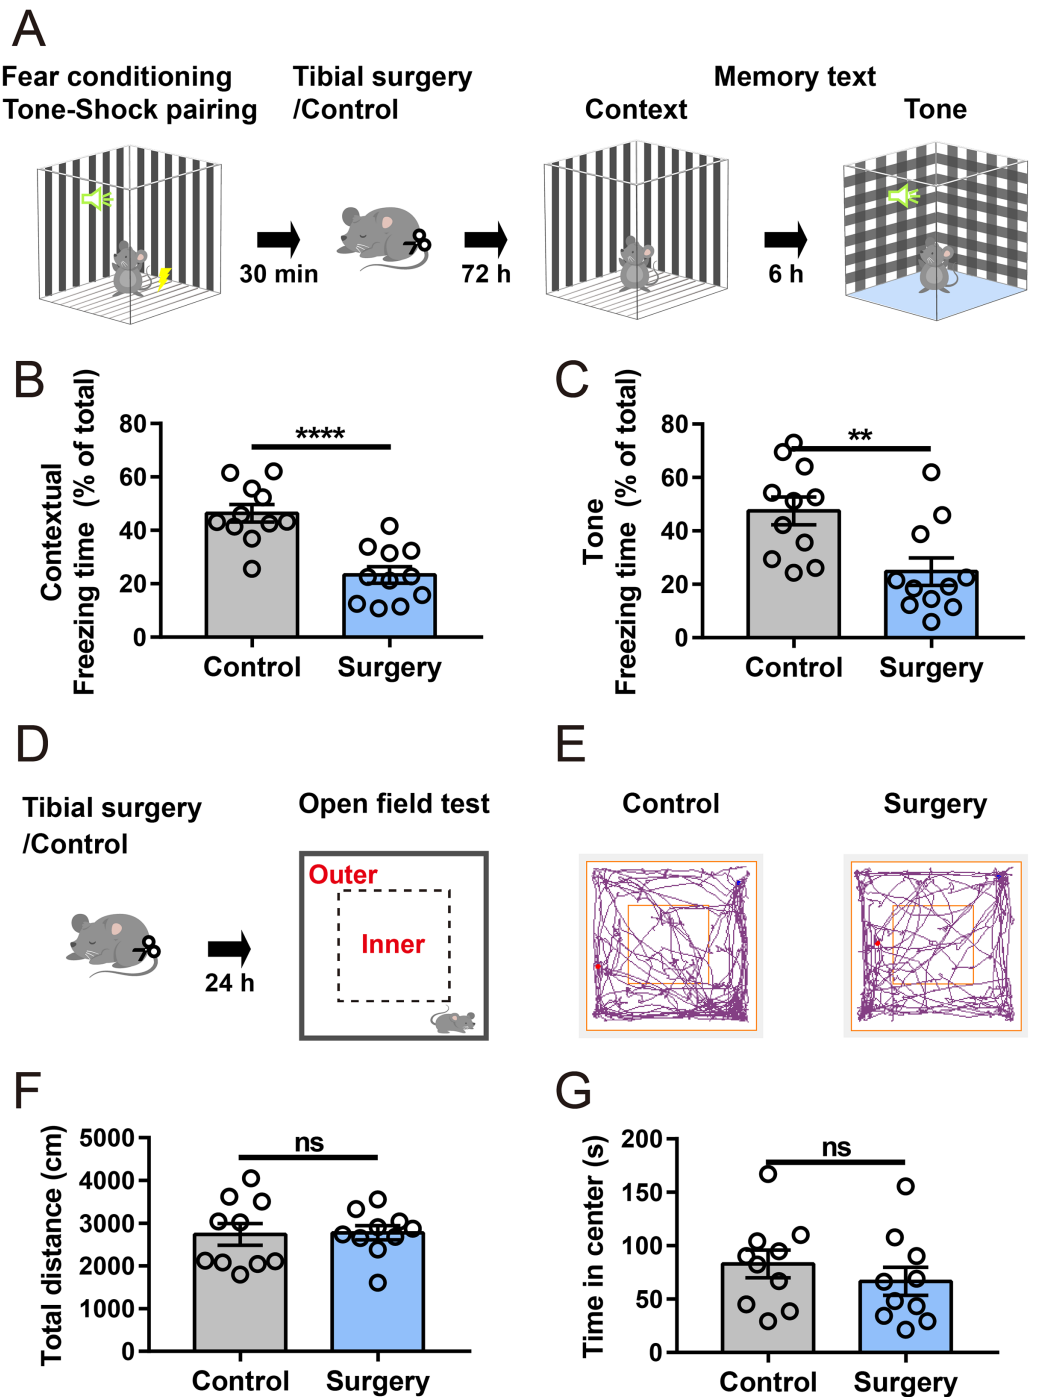 A
Fear conditioning
Tone-Shock pairing
Tibial surgery
/Control
Memory text
Context
Tone
30 min
72 h
6 h
B
Contextual
Freezing time (% of total)
80
60
40
20
0
****
Control
Surgery
C
Tone
Freezing time (% of total)
80
60
40
20
0
**
Control
Surgery
D
Tibial surgery
/Control
Open field test
24 h
Outer
Inner
E
Control
Surgery
F
Total distance (cm)
5000
4000
3000
2000
1000
0
ns
Control
Surgery
G
Time in center (s)
200
150
100
50
0
ns
Control
Surgery